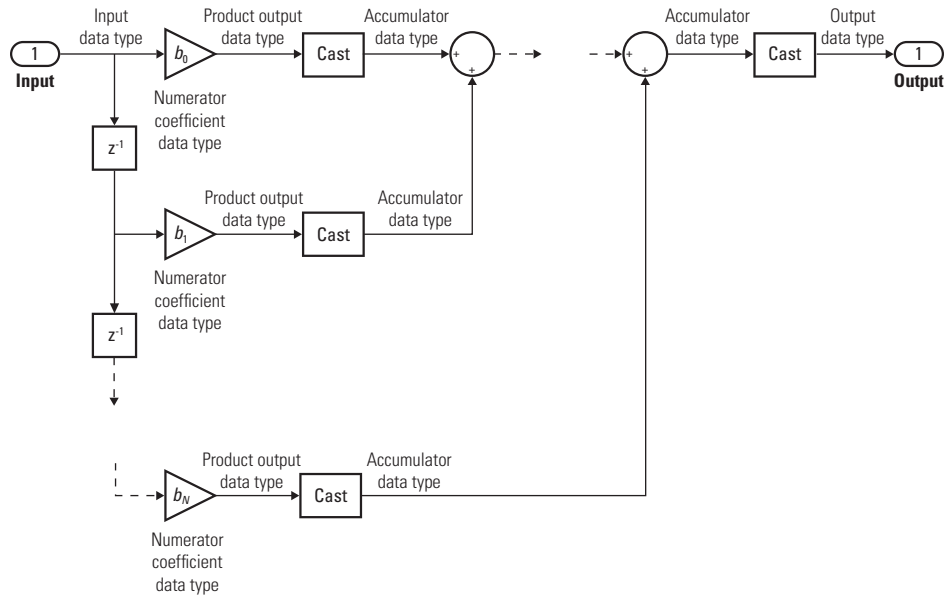 Input
data type
Product output
data type
Accumulator
data type
Accumulator
data type
Output
data type
1
Input
b0
Cast
+
+
+
+
Cast
1
Output
Numerator
coefficient
data type
z-1
Product output
data type
Accumulator
data type
b1
Cast
Numerator
coefficient
data type
z-1
Product output
data type
Accumulator
data type
bN
Cast
Numerator
coefficient
data type